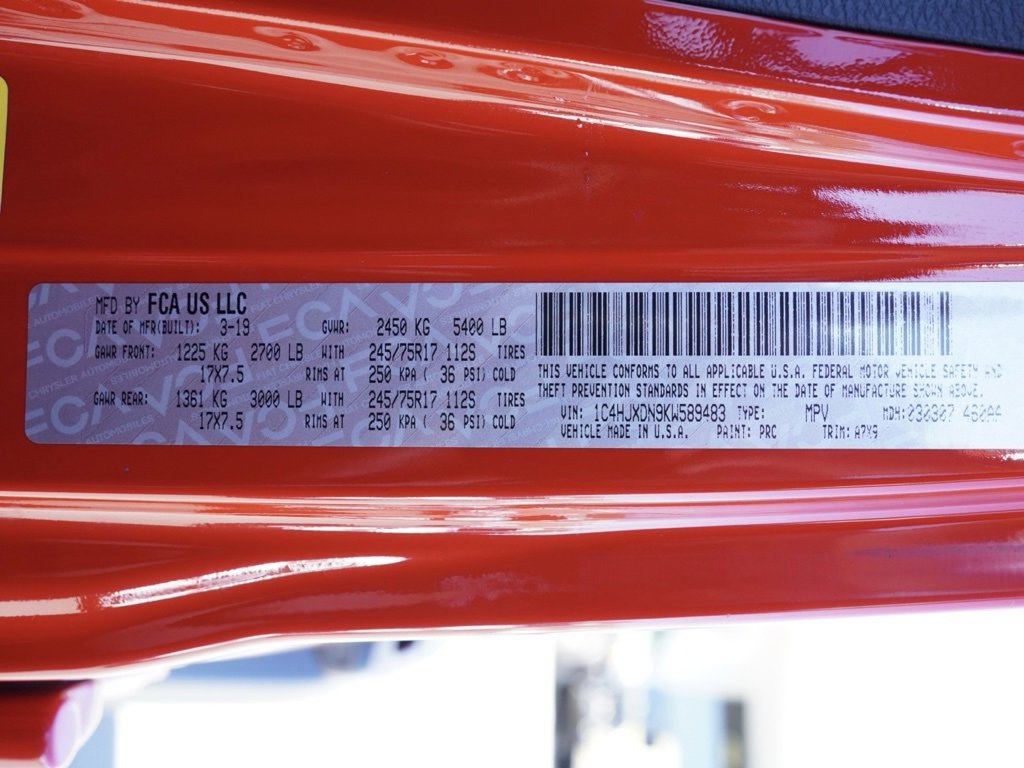 MFD BY FCA US LLC
DATE OF MFR(BUILT): 3-19 GVWR: 2450 KG 5400 LB
GAWR FRONT: 1225 KG 2700 LB WITH 245/75R17 112S TIRES
17X7.5 RIMS AT 250 KPA ( 36 PSI) COLD
GAWR REAR: 1361 KG 3000 LB WITH 245/75R17 112S TIRES
17X7.5 RIMS AT 250 KPA ( 36 PSI) COLD
THIS VEHICLE CONFORMS TO ALL APPLICABLE U.S.A. FEDERAL MOTOR VEHICLE SAFETY AND
THEFT PREVENTION STANDARDS IN EFFECT ON THE DATE OF MANUFACTURE SHOWN ABOVE.
VIN: 1C4HJXDN9KW589483 TYPE: MPV MDH: 030307 460AA
VEHICLE MADE IN U.S.A. PAINT: PRC TRIM: A7X9